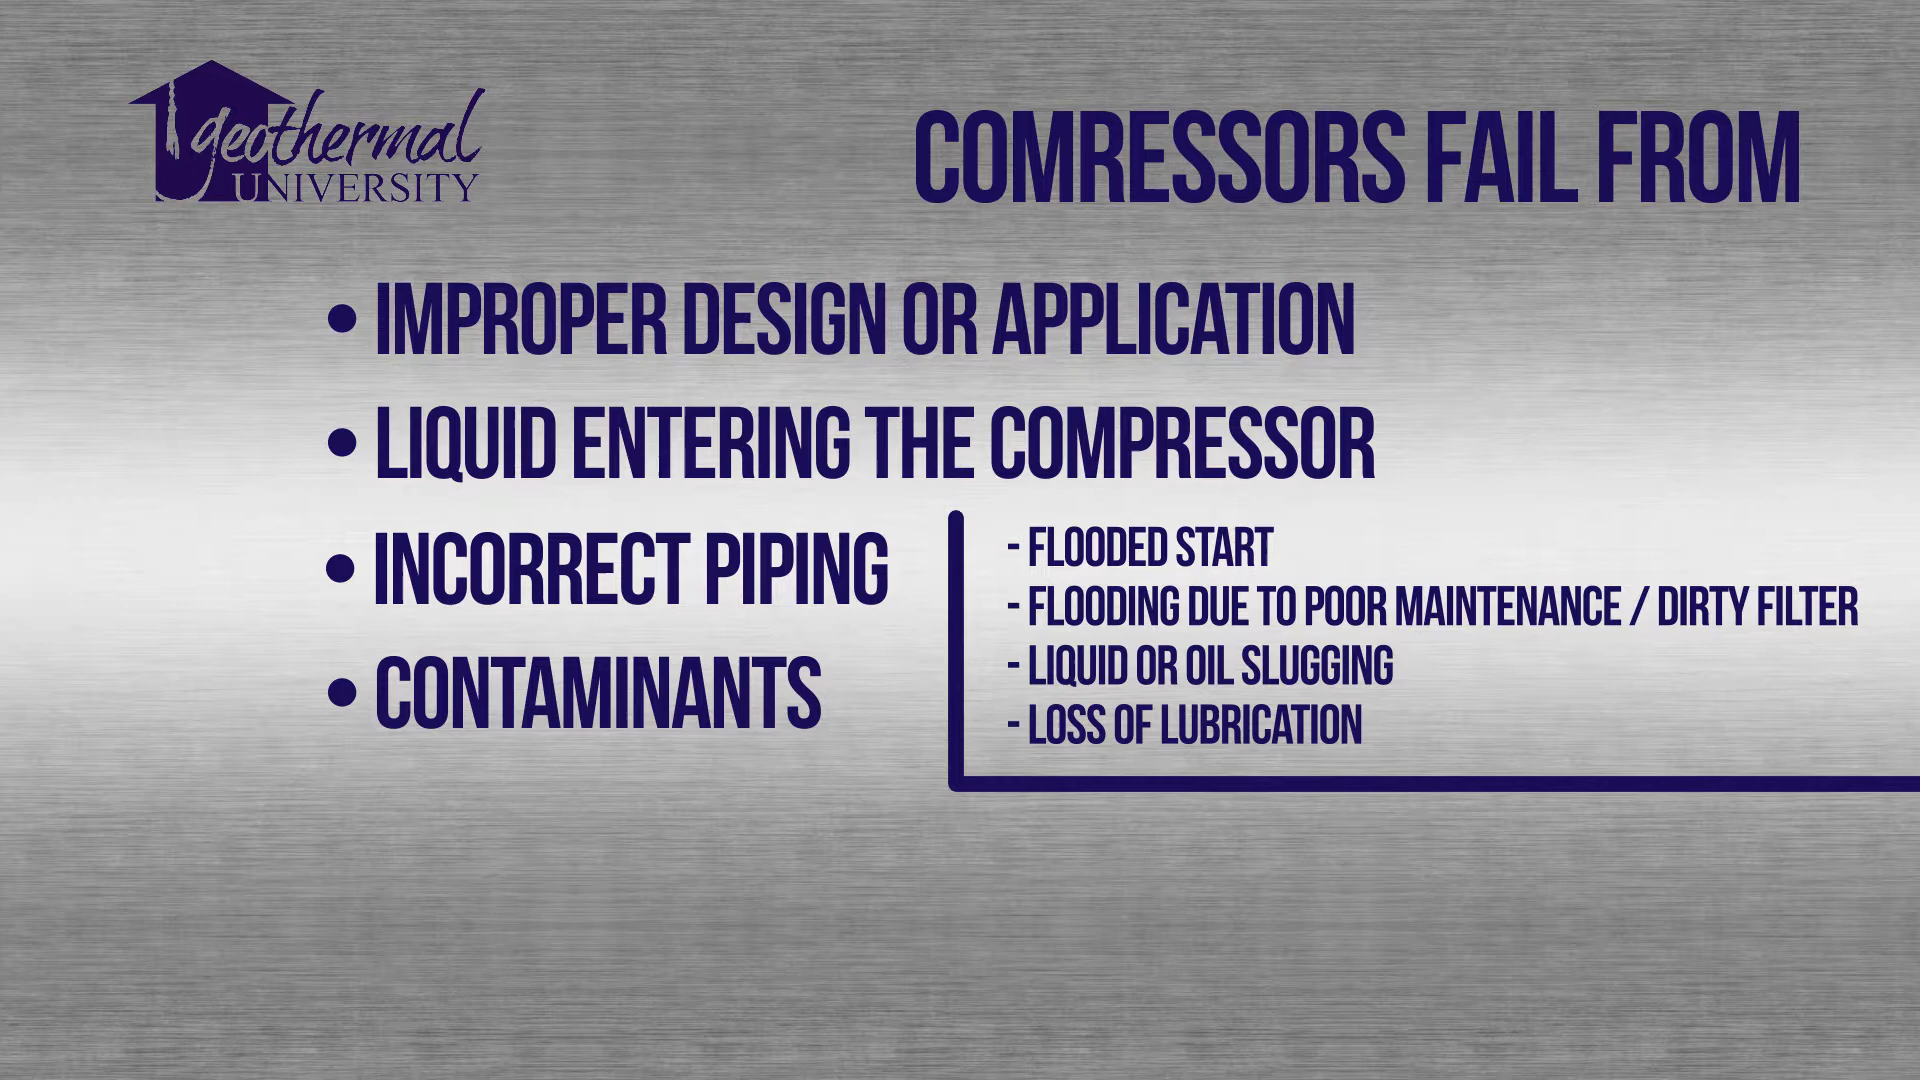 geothermal
UNIVERSITY
COMRESSORS FAIL FROM
• IMPROPER DESIGN OR APPLICATION
• LIQUID ENTERING THE COMPRESSOR
• INCORRECT PIPING
• CONTAMINANTS
- FLOODED START
- FLOODING DUE TO POOR MAINTENANCE / DIRTY FILTER
- LIQUID OR OIL SLUGGING
- LOSS OF LUBRICATION